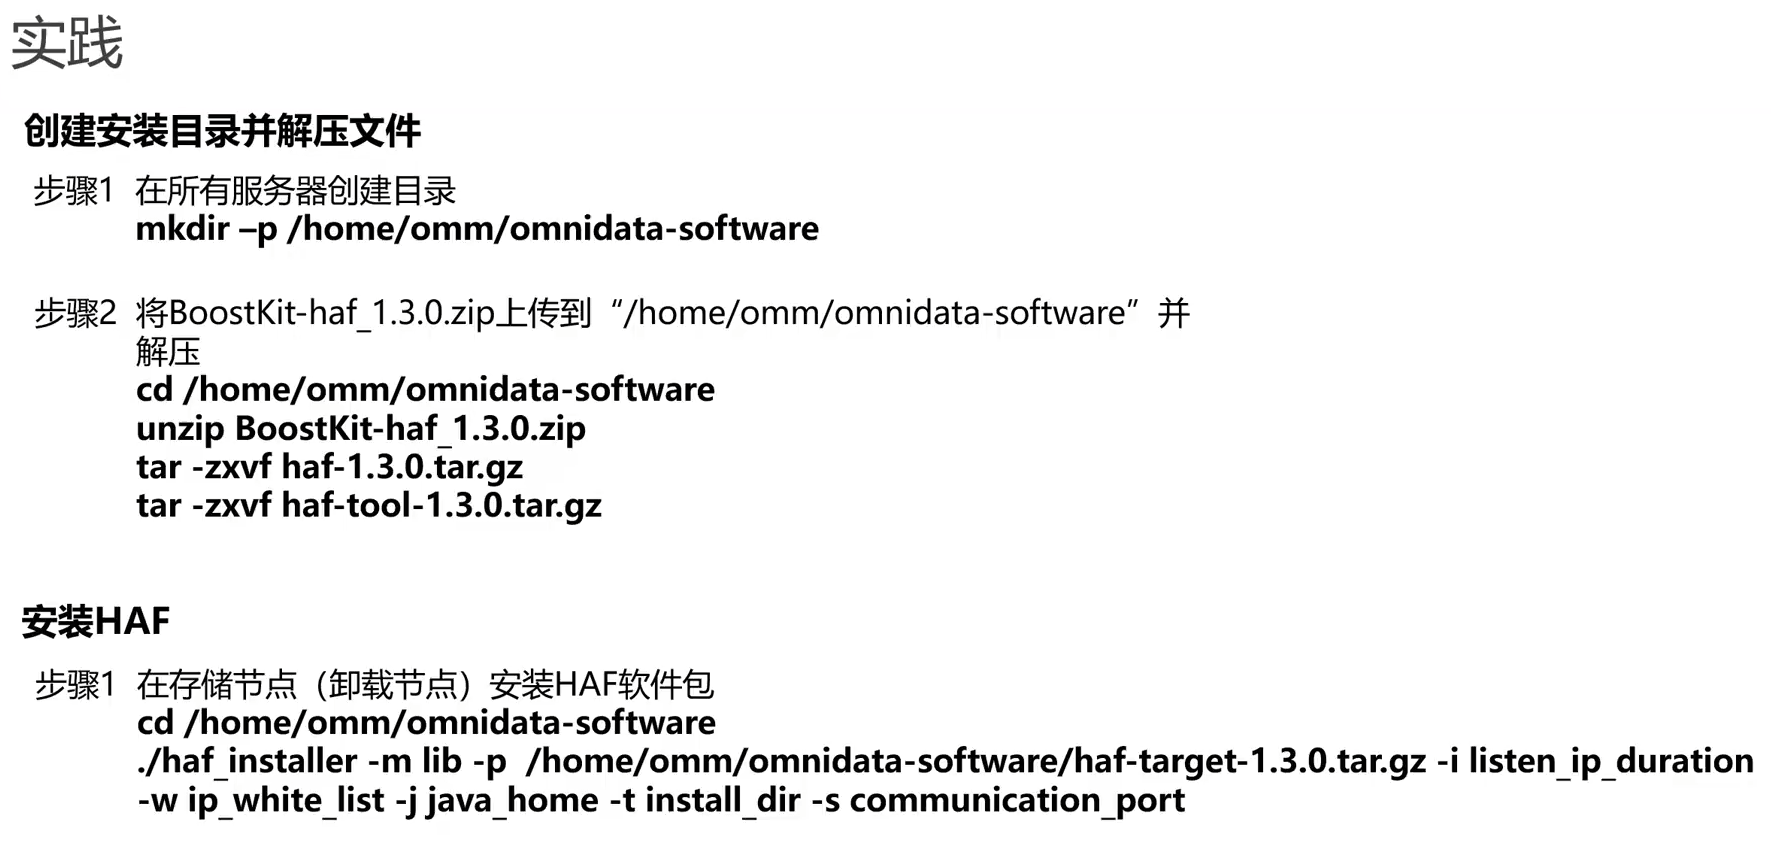 实践
创建安装目录并解压文件
步骤1 在所有服务器创建目录
mkdir –p /home/omm/omnidata-software
步骤2 将BoostKit-haf_1.3.0.zip上传到“/home/omm/omnidata-software”并
解压
cd /home/omm/omnidata-software
unzip BoostKit-haf_1.3.0.zip
tar -zxvf haf-1.3.0.tar.gz
tar -zxvf haf-tool-1.3.0.tar.gz
安装HAF
步骤1 在存储节点（卸载节点）安装HAF软件包
cd /home/omm/omnidata-software
./haf_installer -m lib -p /home/omm/omnidata-software/haf-target-1.3.0.tar.gz -i listen_ip_duration
-w ip_white_list -j java_home -t install_dir -s communication_port